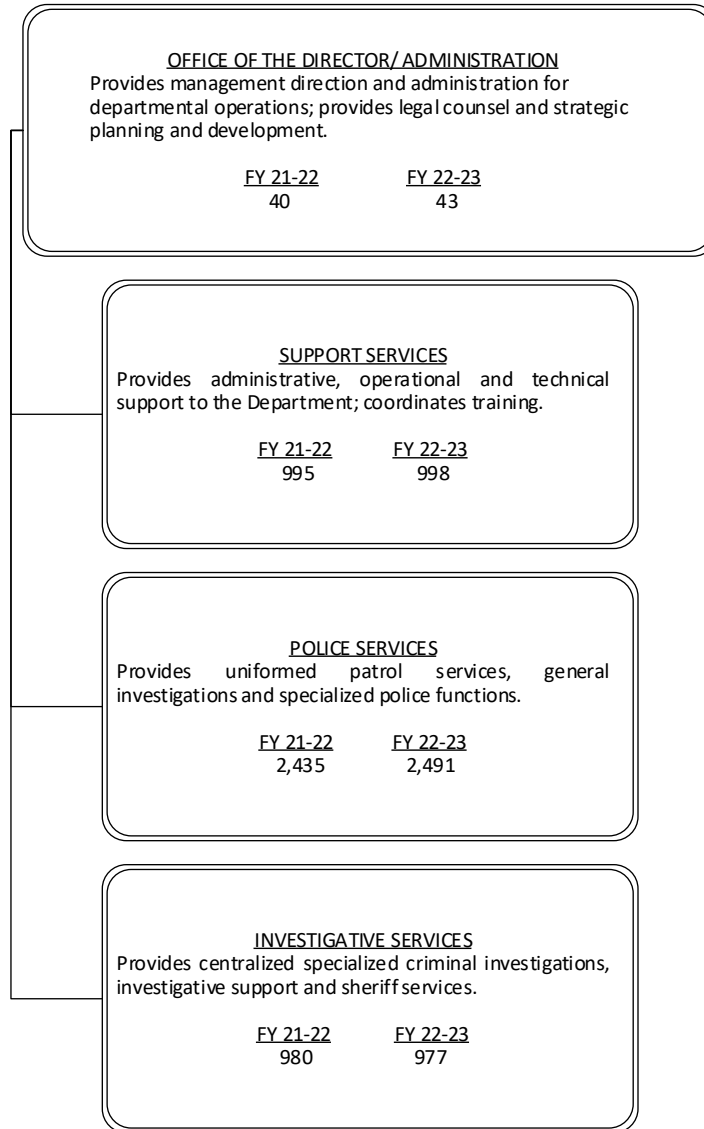 OFFICE OF THE DIRECTOR/ADMINISTRATION
Provides management direction and administration for
departmental operations; provides legal counsel and strategic
planning and development.
FY 21-22 FY 22-23
40 43
SUPPORT SERVICES
Provides administrative, operational and technical
support to the Department; coordinates training.
FY 21-22 FY 22-23
995 998
POLICE SERVICES
Provides uniformed patrol services, general
investigations and specialized police functions.
FY 21-22 FY 22-23
2,435 2,491
INVESTIGATIVE SERVICES
Provides centralized specialized criminal investigations,
investigative support and sheriff services.
FY 21-22 FY 22-23
980 977